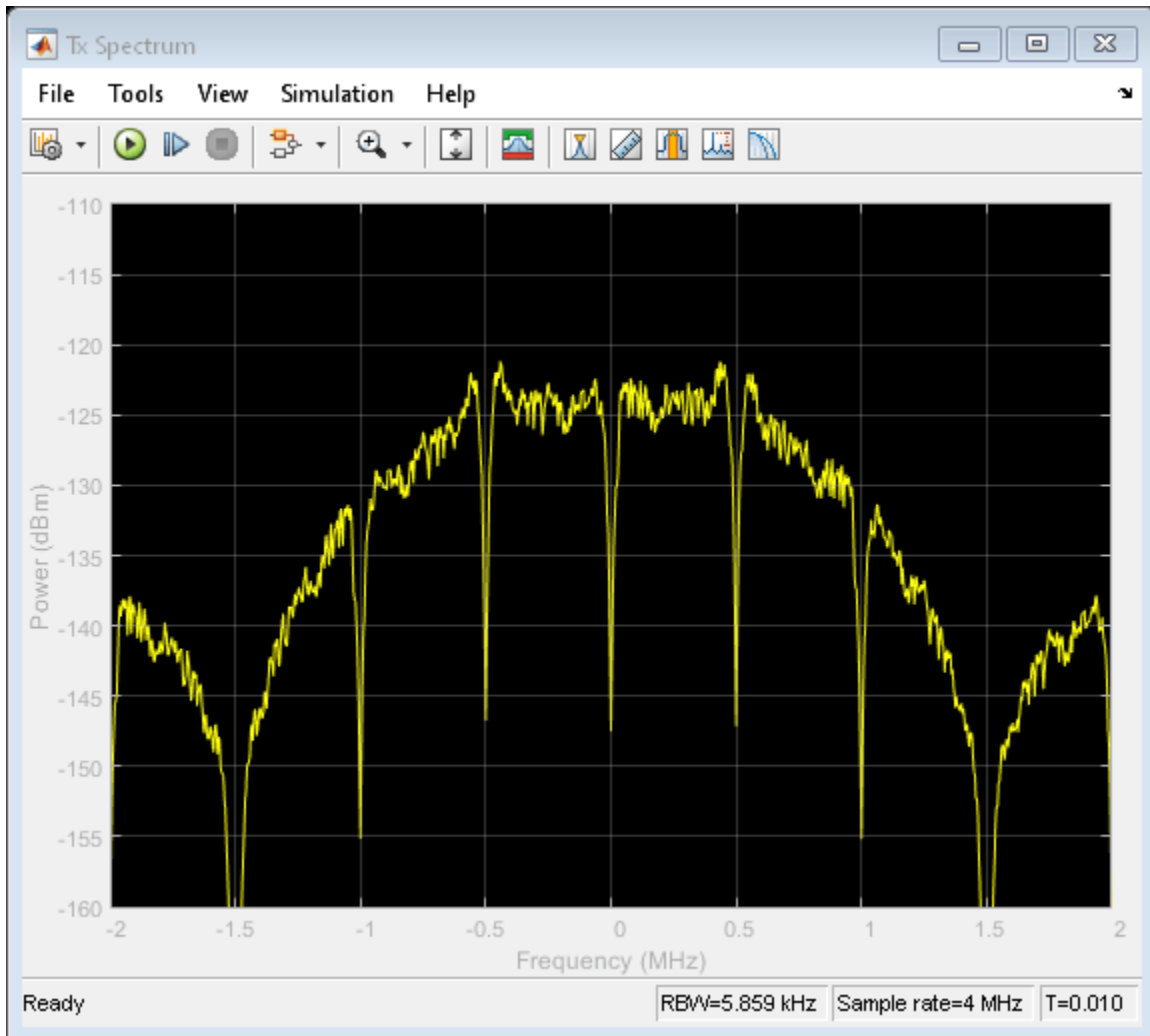 Tx Spectrum
File Tools View Simulation Help
-110
-115
-120
-125
-130
-135
-140
-145
-150
-155
-160
Power (dBm)
-2 -1.5 -1 -0.5 0 0.5 1 1.5 2
Frequency (MHz)
Ready RBW=5.859 kHz Sample rate=4 MHz T=0.010